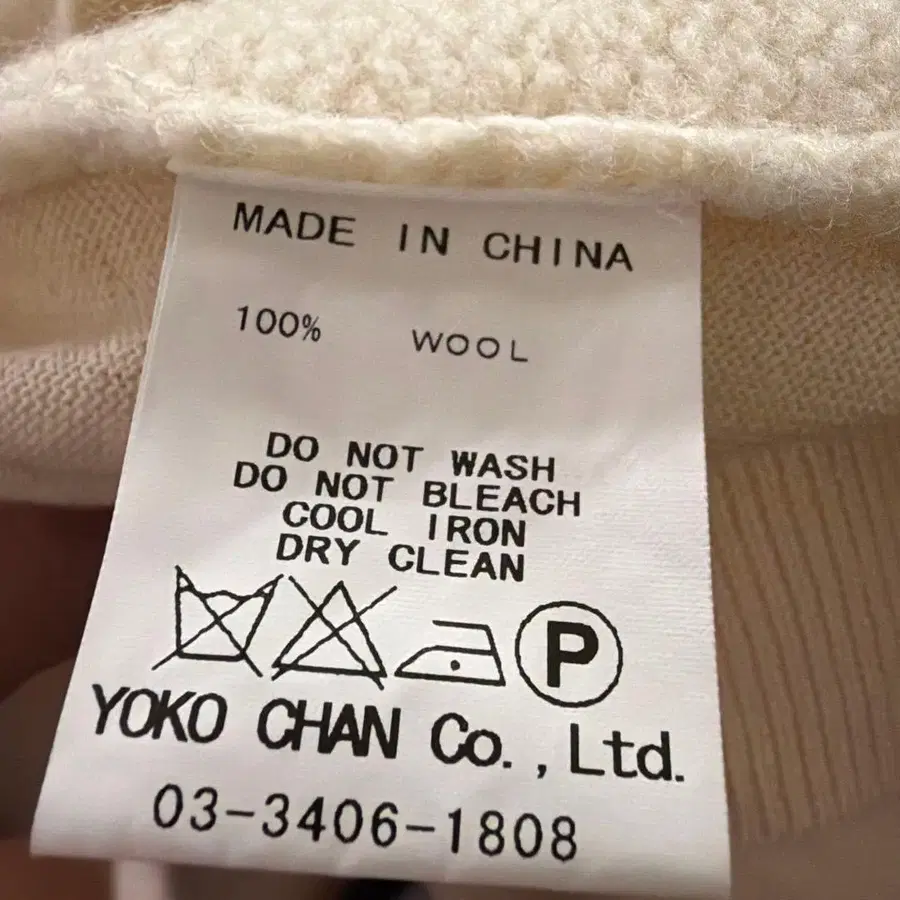 MADE IN CHINA
100% WOOL
DO NOT WASH
DO NOT BLEACH
COOL IRON
DRY CLEAN
P
YOKO CHAN Co., Ltd.
03-3406-1808